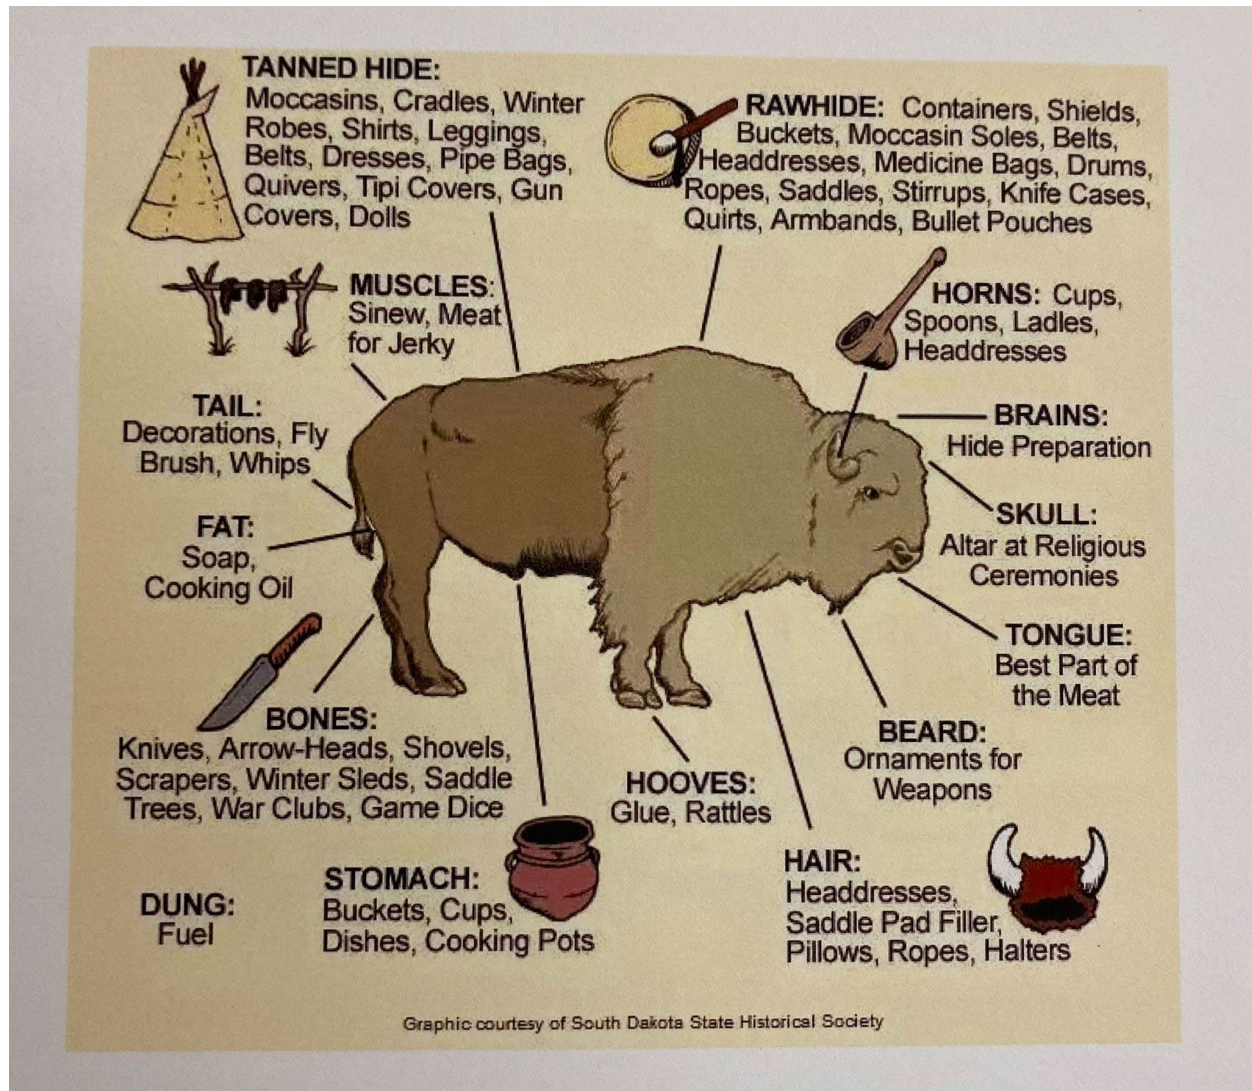 TANNED HIDE:
Moccasins, Cradles, Winter
Robes, Shirts, Leggings,
Belts, Dresses, Pipe Bags,
Quivers, Tipi Covers, Gun
Covers, Dolls
RAWHIDE: Containers, Shields,
Buckets, Moccasin Soles, Belts,
Headdresses, Medicine Bags, Drums,
Ropes, Saddles, Stirrups, Knife Cases,
Quirts, Armbands, Bullet Pouches
MUSCLES:
Sinew, Meat
for Jerky
HORNS: Cups,
Spoons, Ladles,
Headdresses
TAIL:
Decorations, Fly
Brush, Whips
BRAINS:
Hide Preparation
FAT:
Soap,
Cooking Oil
SKULL:
Altar at Religious
Ceremonies
TONGUE:
Best Part of
the Meat
BONES:
Knives, Arrow-Heads, Shovels,
Scrapers, Winter Sleds, Saddle
Trees, War Clubs, Game Dice
BEARD:
Ornaments for
Weapons
HOOVES:
Glue, Rattles
HAIR:
Headdresses,
Saddle Pad Filler,
Pillows, Ropes, Halters
STOMACH:
Buckets, Cups,
Dishes, Cooking Pots
DUNG:
Fuel
Graphic courtesy of South Dakota State Historical Society